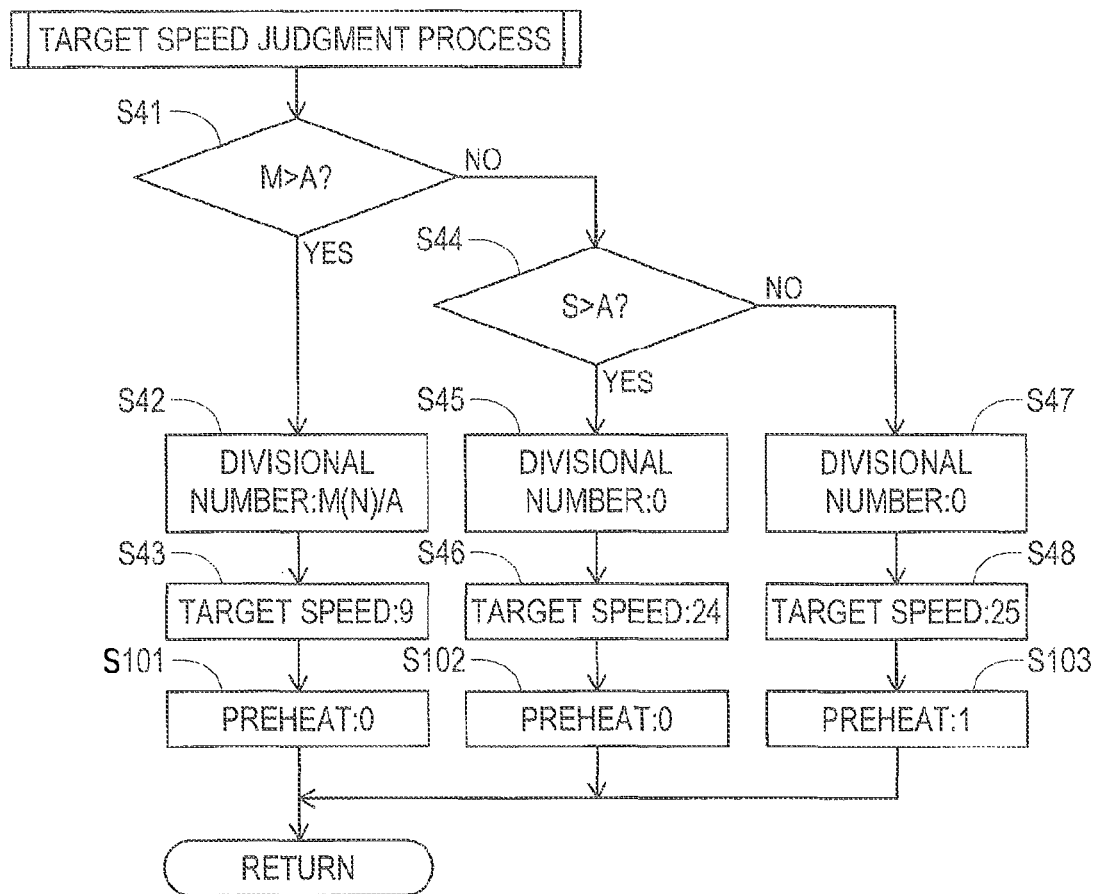 TARGET SPEED JUDGMENT PROCESS
S41
M>A?
NO
YES
S44
S>A?
NO
YES
S42
DIVISIONAL
NUMBER:M(N)/A
S45
DIVISIONAL
NUMBER:0
S47
DIVISIONAL
NUMBER:0
S43
TARGET SPEED:9
S46
TARGET SPEED:24
S48
TARGET SPEED:25
S101
PREHEAT:0
S102
PREHEAT:0
S103
PREHEAT:1
RETURN